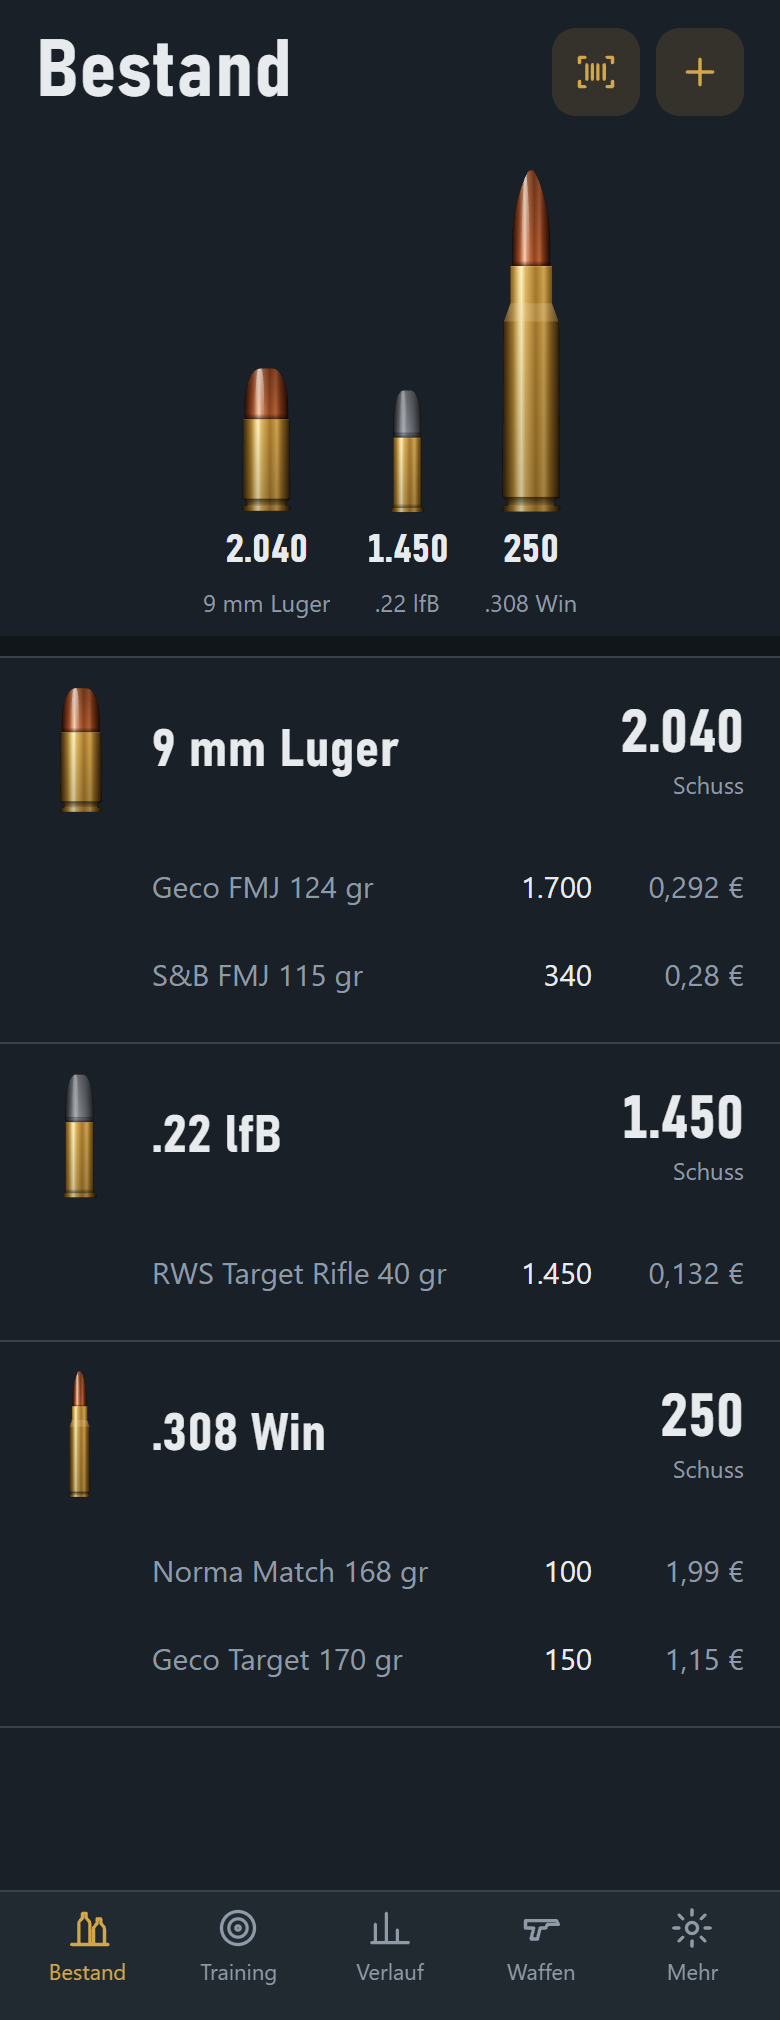 Bestand
2.040 1.450 250
9 mm Luger .22 lfB .308 Win
9 mm Luger 2.040
Schuss
Geco FMJ 124 gr 1.700 0,292 €
S&B FMJ 115 gr 340 0,28 €
.22 lfB 1.450
Schuss
RWS Target Rifle 40 gr 1.450 0,132 €
.308 Win 250
Schuss
Norma Match 168 gr 100 1,99 €
Geco Target 170 gr 150 1,15 €
Bestand Training Verlauf Waffen Mehr